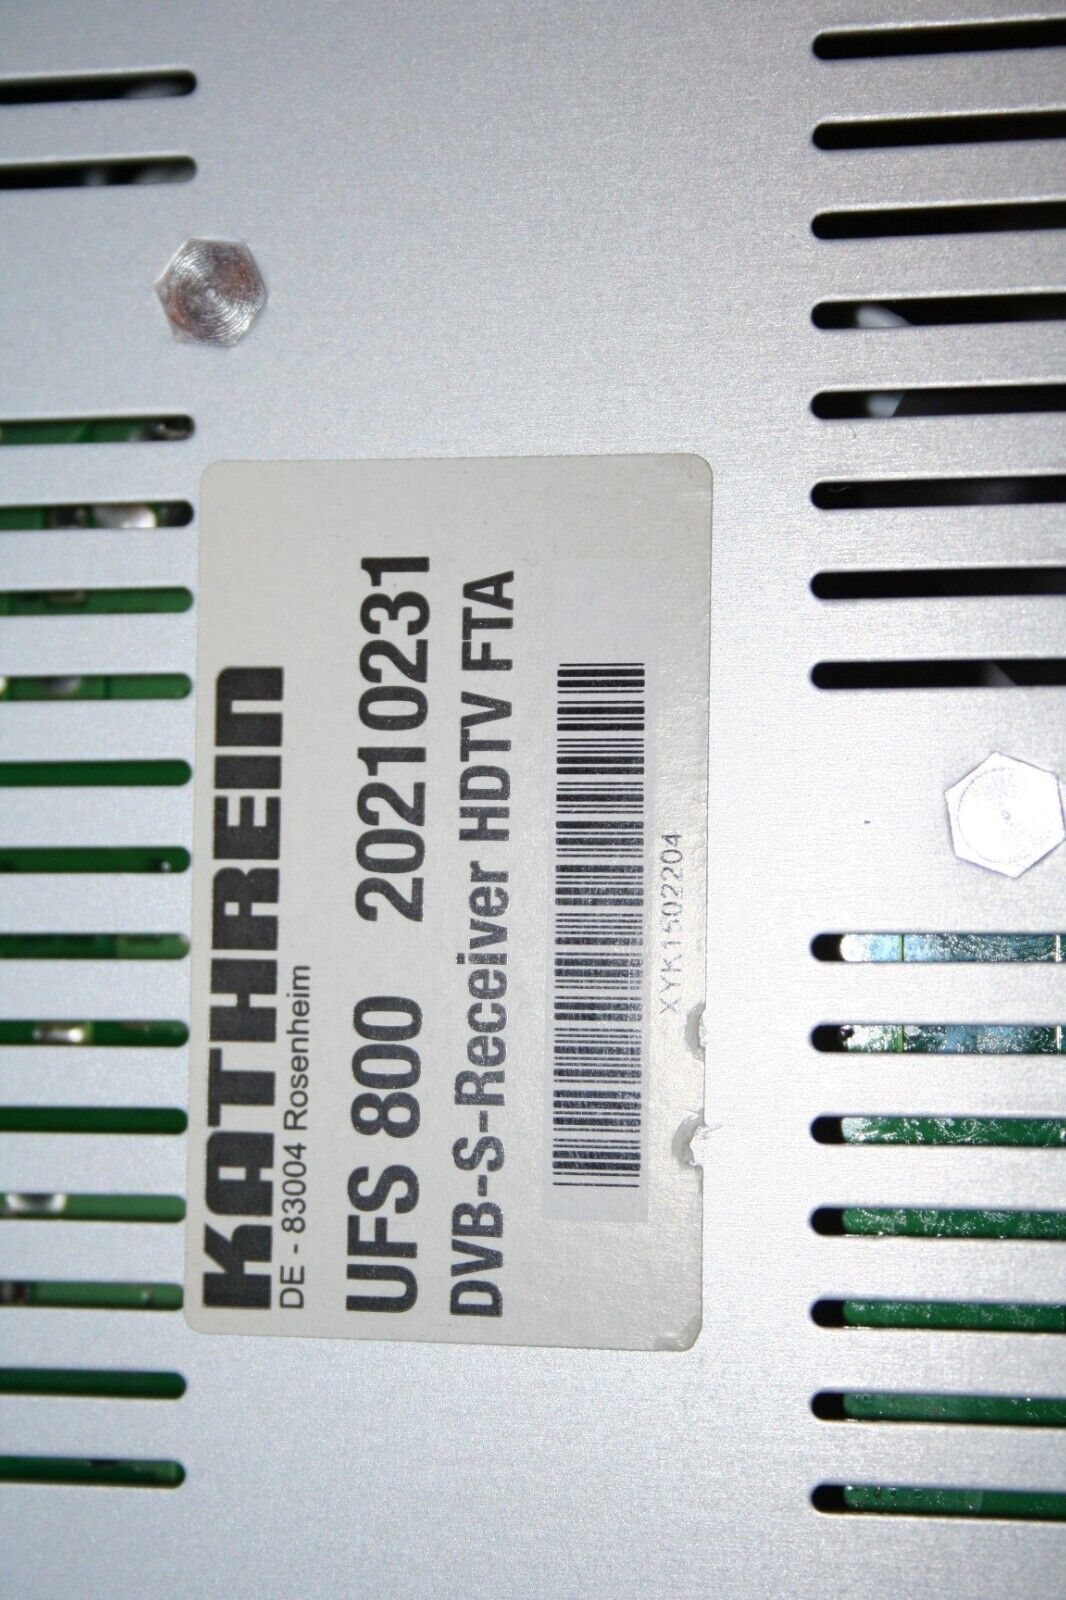 KATHREIN
DE - 83004 Rosenheim
UFS 800 20210231
DVB-S-Receiver HDTV FTA
XYK1502204